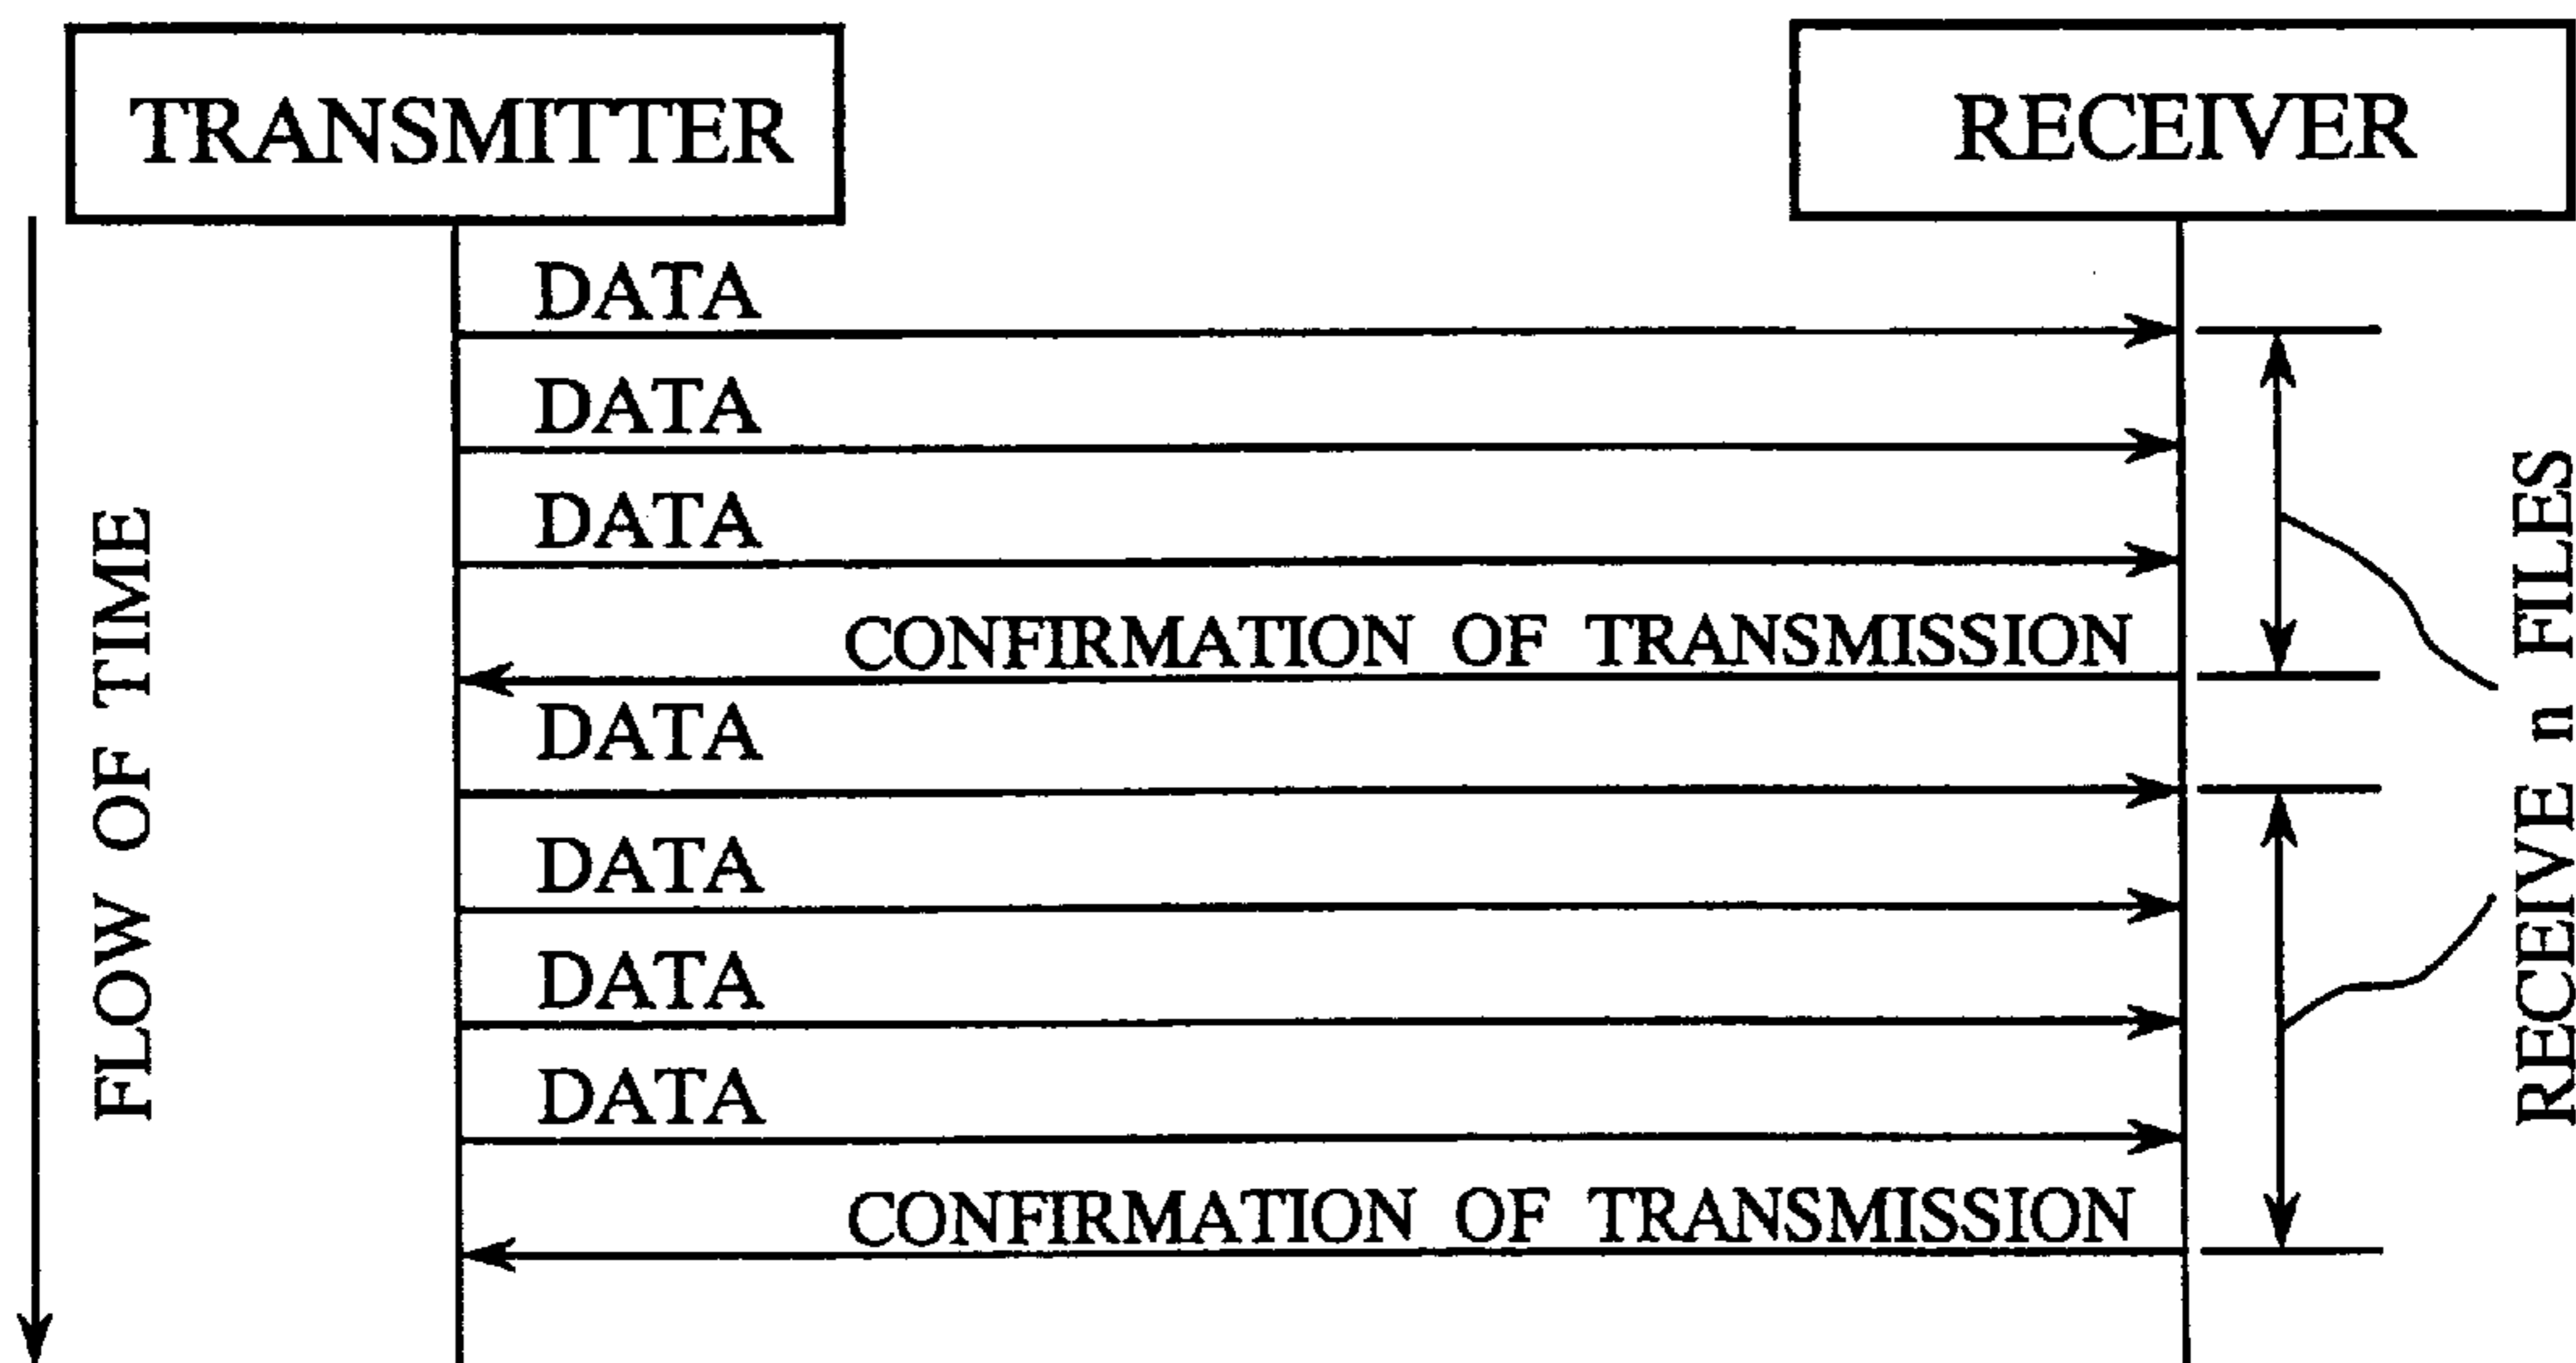 TRANSMITTER
RECEIVER
DATA
DATA
DATA
CONFIRMATION OF TRANSMISSION
DATA
DATA
DATA
DATA
CONFIRMATION OF TRANSMISSION
FLOW OF TIME
RECEIVE n FILES